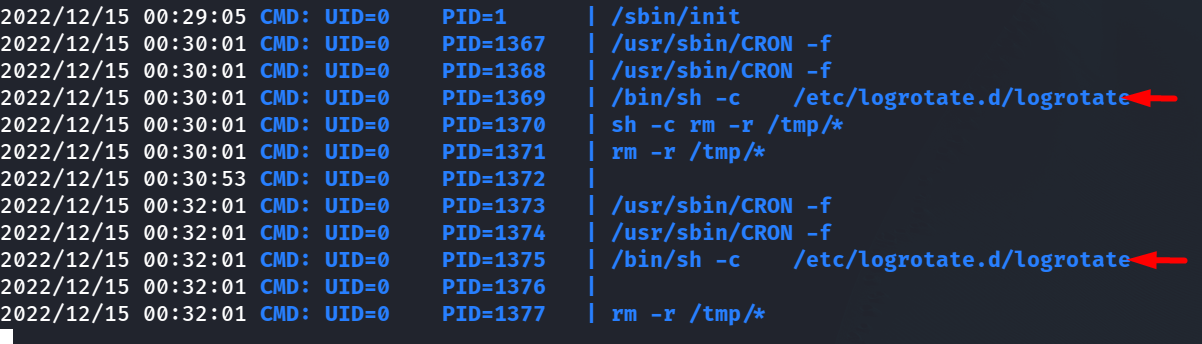 2022/12/15 00:29:05 CMD: UID=0    PID=1      | /sbin/init
2022/12/15 00:30:01 CMD: UID=0    PID=1367   | /usr/sbin/CRON -f
2022/12/15 00:30:01 CMD: UID=0    PID=1368   | /usr/sbin/CRON -f
2022/12/15 00:30:01 CMD: UID=0    PID=1369   | /bin/sh -c    /etc/logrotate.d/logrotate
2022/12/15 00:30:01 CMD: UID=0    PID=1370   | sh -c rm -r /tmp/*
2022/12/15 00:30:01 CMD: UID=0    PID=1371   | rm -r /tmp/*
2022/12/15 00:30:53 CMD: UID=0    PID=1372   |
2022/12/15 00:32:01 CMD: UID=0    PID=1373   | /usr/sbin/CRON -f
2022/12/15 00:32:01 CMD: UID=0    PID=1374   | /usr/sbin/CRON -f
2022/12/15 00:32:01 CMD: UID=0    PID=1375   | /bin/sh -c    /etc/logrotate.d/logrotate
2022/12/15 00:32:01 CMD: UID=0    PID=1376   |
2022/12/15 00:32:01 CMD: UID=0    PID=1377   | rm -r /tmp/*